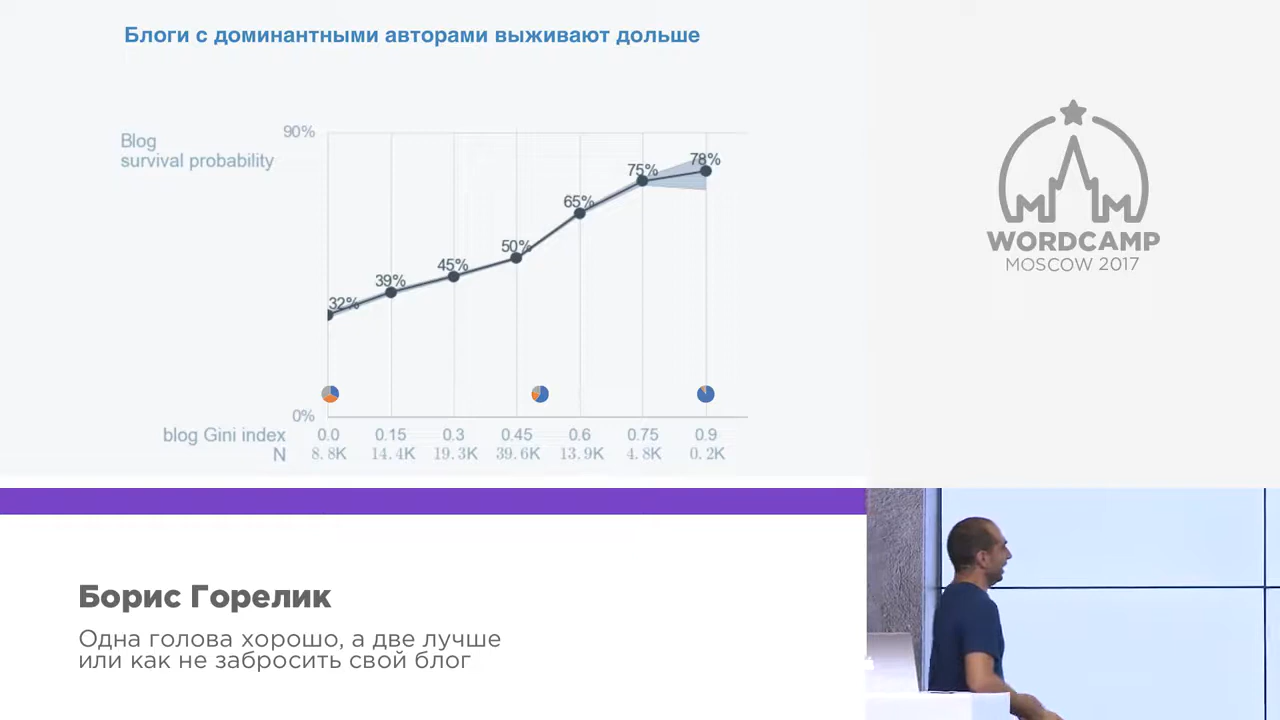 Блоги с доминантными авторами выживают дольше
Blog
survival probability
90%
32%
39%
45%
50%
65%
75%
78%
0%
blog Gini index 0.0 0.15 0.3 0.45 0.6 0.75 0.9
N 8.8K 14.4K 19.3K 39.6K 13.9K 4.8K 0.2K
WORDCAMP
MOSCOW 2017
Борис Горелик
Одна голова хорошо, а две лучше
или как не забросить свой блог